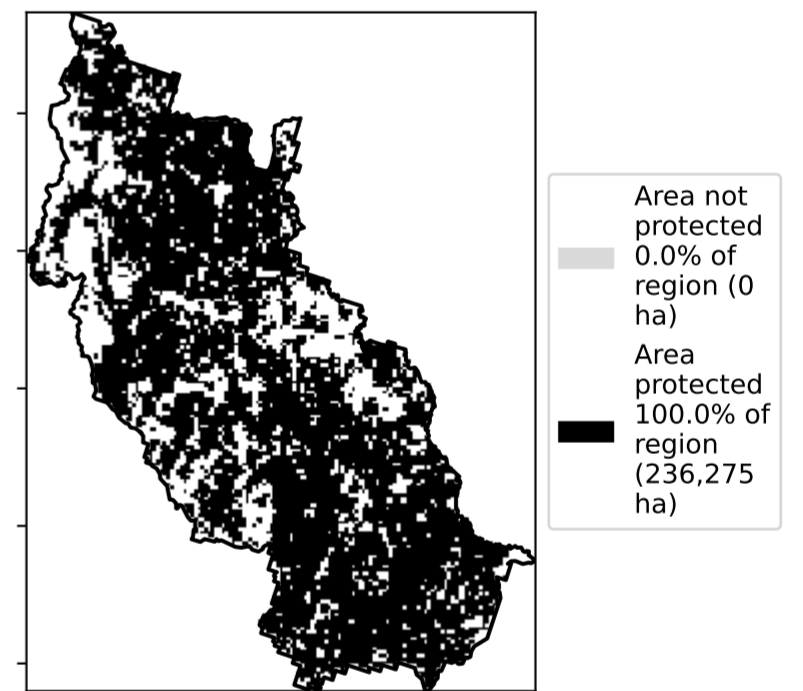 Area not
protected
0.0% of
region (0
ha)
Area
protected
100.0% of
region
(236,275
ha)